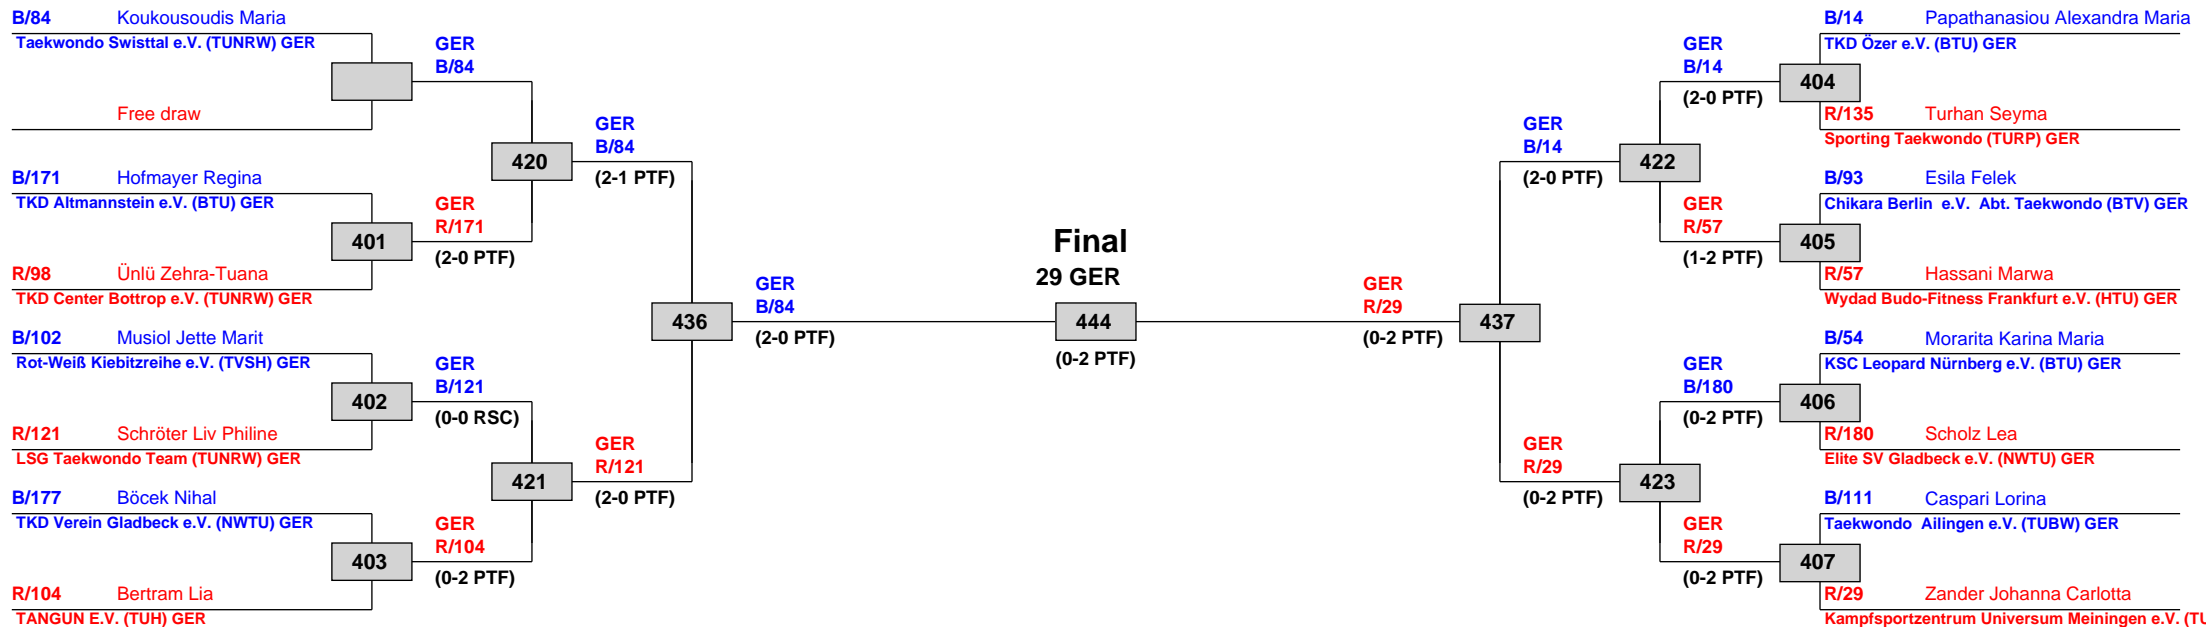 B/84 Koukousoudis Maria
Taekwondo Swisttal e.V. (TUNRW) GER
Free draw
B/171 Hofmayer Regina
TKD Altmannstein e.V. (BTU) GER
401
R/98 Ünlü Zehra-Tuana
TKD Center Bottrop e.V. (TUNRW) GER
B/102 Musiol Jette Marit
Rot-Weiß Kiebitzreihe e.V. (TVSH) GER
402
R/121 Schröter Liv Philine
LSG Taekwondo Team (TUNRW) GER
B/177 Böcek Nihal
TKD Verein Gladbeck e.V. (NWTU) GER
403
R/104 Bertram Lia
TANGUN E.V. (TUH) GER
GER
B/84
GER
R/171
(2-0 PTF)
GER
B/121
(0-0 RSC)
GER
R/104
(0-2 PTF)
420
421
GER
B/84
(2-1 PTF)
GER
R/121
(2-0 PTF)
436
GER
B/84
(2-0 PTF)
Final
29 GER
444
(0-2 PTF)
GER
R/29
(0-2 PTF)
437
GER
B/14
(2-0 PTF)
GER
R/29
(0-2 PTF)
422
423
GER
B/14
(2-0 PTF)
GER
R/57
(1-2 PTF)
GER
B/180
(0-2 PTF)
GER
R/29
(0-2 PTF)
B/14 Papathanasiou Alexandra Maria
TKD Özer e.V. (BTU) GER
404
R/135 Turhan Seyma
Sporting Taekwondo (TURP) GER
B/93 Esila Felek
Chikara Berlin e.V. Abt. Taekwondo (BTV) GER
405
R/57 Hassani Marwa
Wydad Budo-Fitness Frankfurt e.V. (HTU) GER
B/54 Morarita Karina Maria
KSC Leopard Nürnberg e.V. (BTU) GER
406
R/180 Scholz Lea
Elite SV Gladbeck e.V. (NWTU) GER
B/111 Caspari Lorina
Taekwondo Ailingen e.V. (TUBW) GER
407
R/29 Zander Johanna Carlotta
Kampfsportzentrum Universum Meiningen e.V.